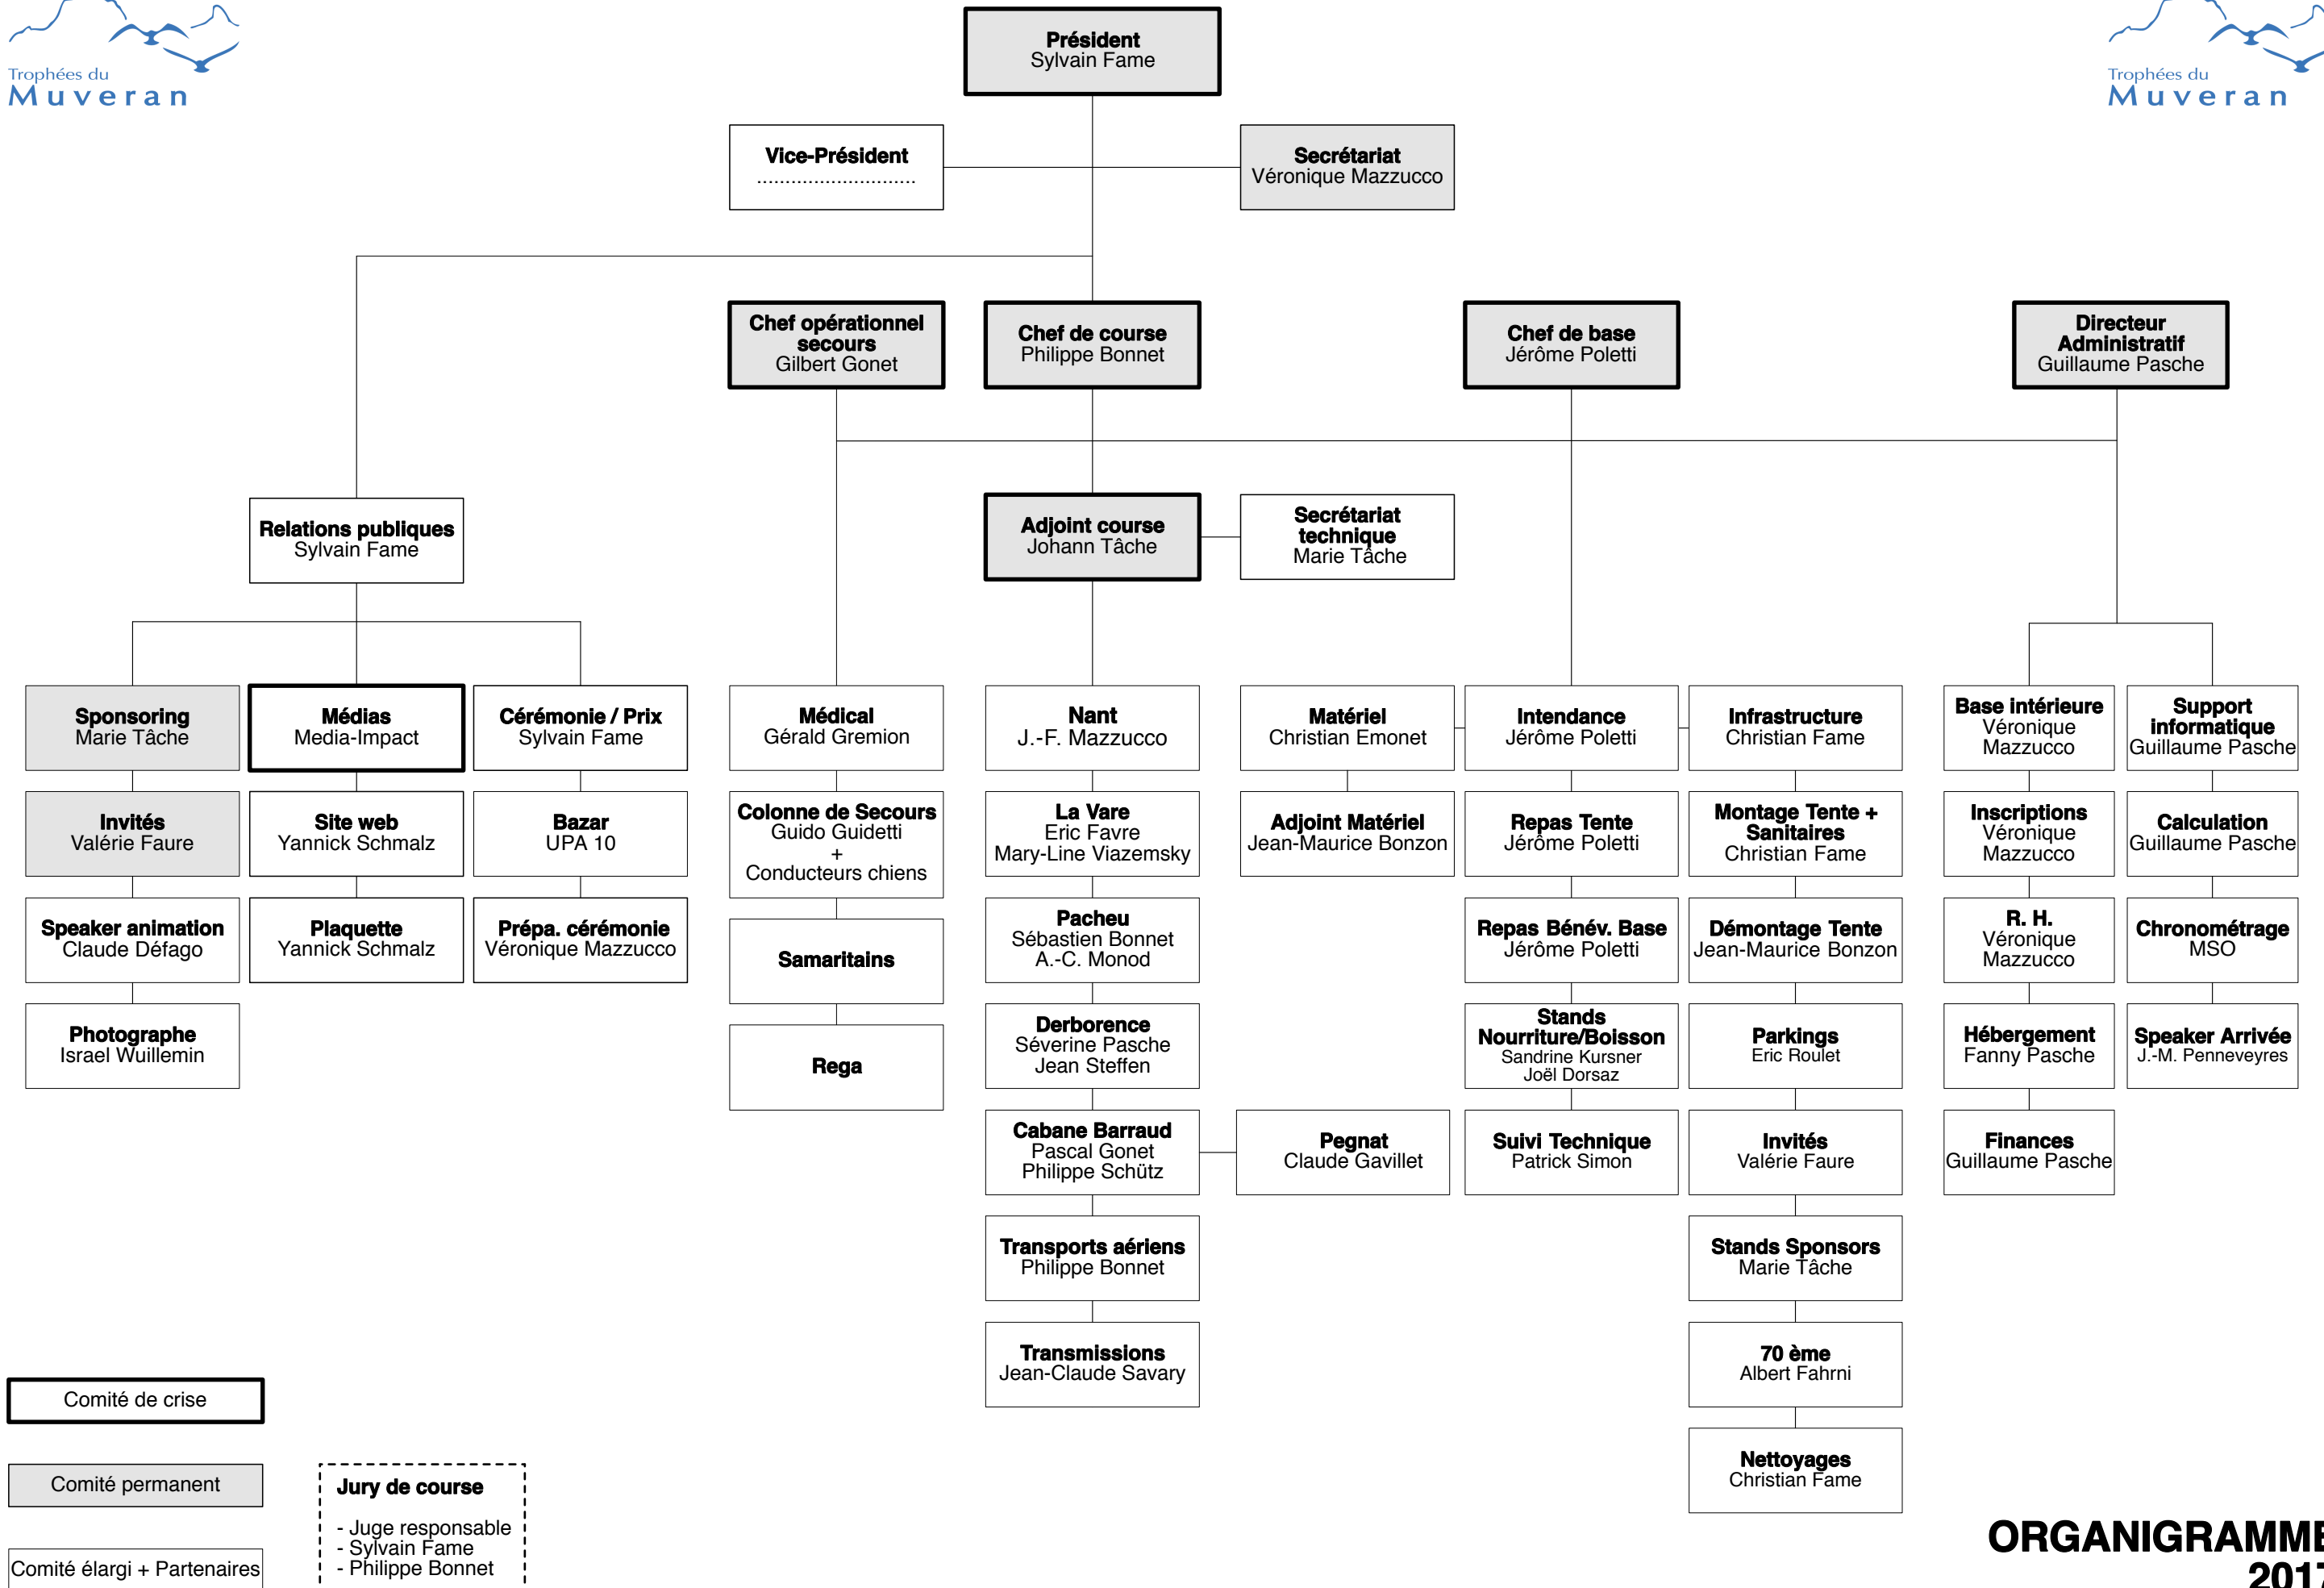 Trophées du
Muveran
Trophées du
Muveran
Président
Sylvain Fame
Vice-Président
............................
Secrétariat
Véronique Mazzucco
Chef opérationnel
secours
Gilbert Gonet
Chef de course
Philippe Bonnet
Chef de base
Jérôme Poletti
Directeur
Administratif
Guillaume Pasche
Relations publiques
Sylvain Fame
Adjoint course
Johann Tâche
Secrétariat
technique
Marie Tâche
Sponsoring
Marie Tâche
Invités
Valérie Faure
Speaker animation
Claude Défago
Photographe
Israel Wuillemin
Médias
Media-Impact
Site web
Yannick Schmalz
Plaquette
Yannick Schmalz
Cérémonie / Prix
Sylvain Fame
Bazar
UPA 10
Prépa. cérémonie
Véronique Mazzucco
Médical
Gérald Gremion
Colonne de Secours
Guido Guidetti
+
Conducteurs chiens
Samaritains
Rega
Nant
J.-F. Mazzucco
La Vare
Eric Favre
Mary-Line Viazemsky
Pacheu
Sébastien Bonnet
A.-C. Monod
Derborence
Séverine Pasche
Jean Steffen
Cabane Barraud
Pascal Gonet
Philippe Schütz
Pegnat
Claude Gavillet
Transports aériens
Philippe Bonnet
Transmissions
Jean-Claude Savary
Matériel
Christian Emonet
Adjoint Matériel
Jean-Maurice Bonzon
Intendance
Jérôme Poletti
Repas Tente
Jérôme Poletti
Repas Bénév. Base
Jérôme Poletti
Stands
Nourriture/Boisson
Sandrine Kursner
Joël Dorsaz
Suivi Technique
Patrick Simon
Infrastructure
Christian Fame
Montage Tente +
Sanitaires
Christian Fame
Démontage Tente
Jean-Maurice Bonzon
Parkings
Eric Roulet
Invités
Valérie Faure
Stands Sponsors
Marie Tâche
70 ème
Albert Fahrni
Nettoyages
Christian Fame
Base intérieure
Véronique
Mazzucco
Inscriptions
Véronique
Mazzucco
R. H.
Véronique
Mazzucco
Hébergement
Fanny Pasche
Finances
Guillaume Pasche
Support
informatique
Guillaume Pasche
Calculation
Guillaume Pasche
Chronométrage
MSO
Speaker Arrivée
J.-M. Penneveyres
Comité de crise
Comité permanent
Comité élargi + Partenaires
Jury de course
- Juge responsable
- Sylvain Fame
- Philippe Bonnet
ORGANIGRAMME
2017